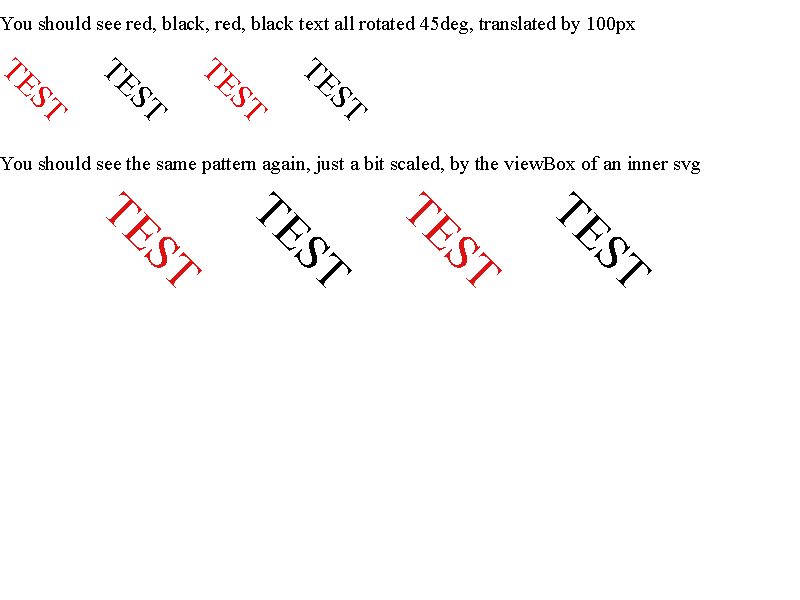 You should see red, black, red, black text all rotated 45deg, translated by 100px
TEST TEST TEST TEST
You should see the same pattern again, just a bit scaled, by the viewBox of an inner svg
TEST TEST TEST TEST